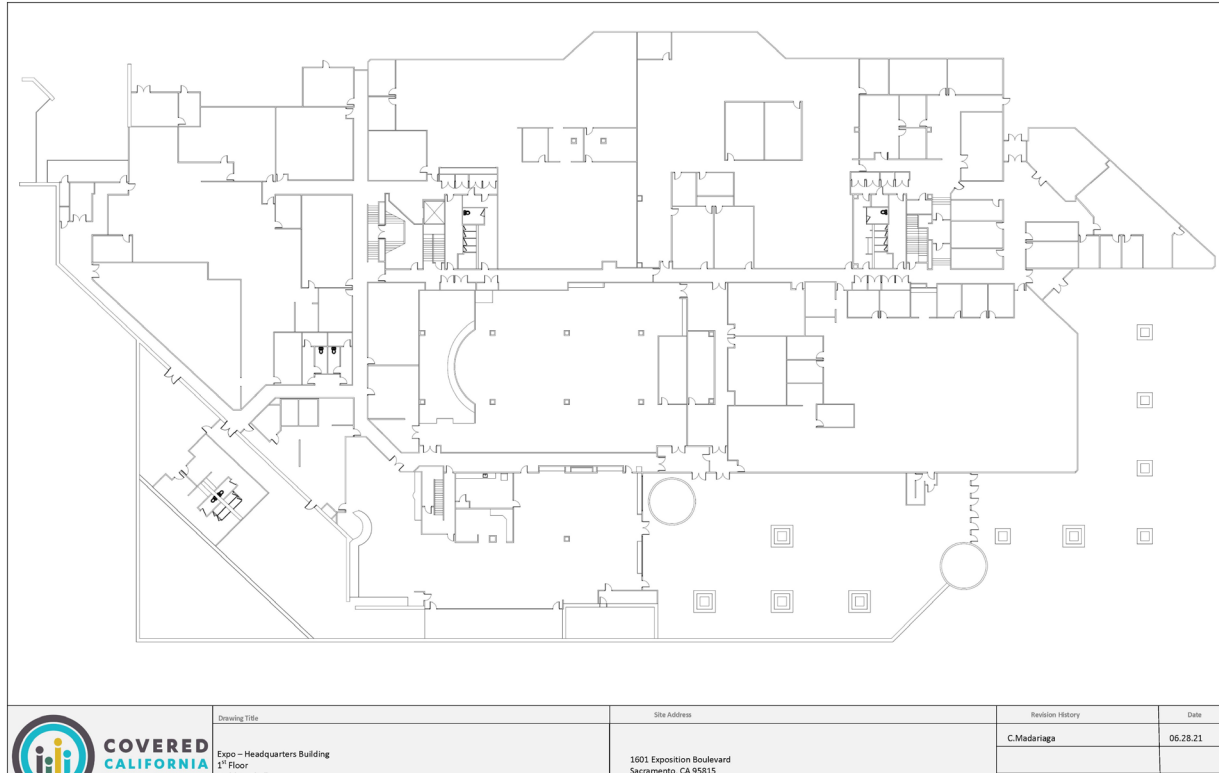 COVERED
CALIFORNIA
Drawing Title
Expo – Headquarters Building
1st Floor
Site Address
1601 Exposition Boulevard
Sacramento, CA 95815
Revision History
Date
C.Madariaga
06.28.21